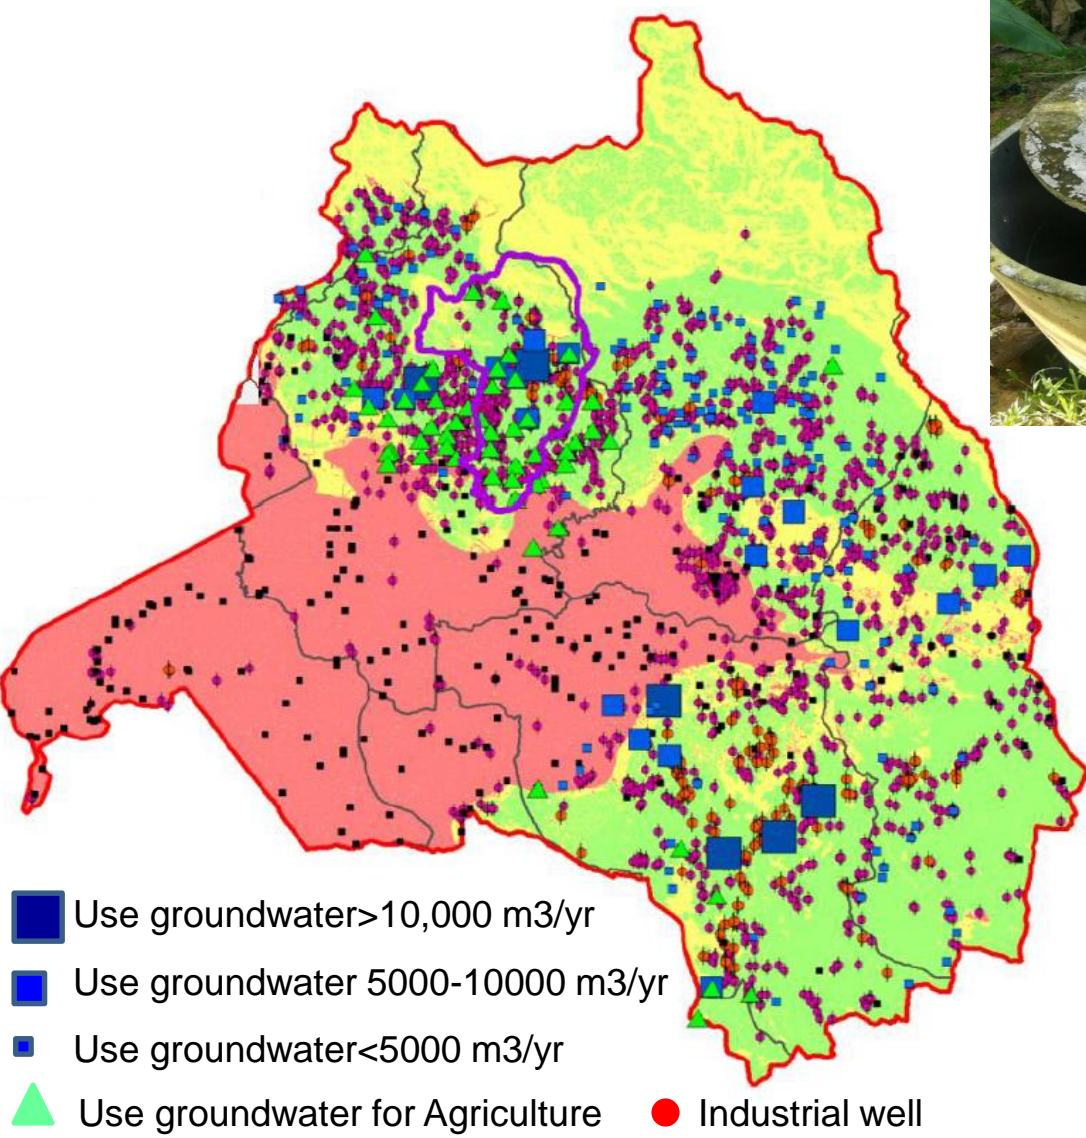 Use groundwater>10,000 m3/yr
Use groundwater 5000-10000 m3/yr
Use groundwater<5000 m3/yr
Use groundwater for Agriculture Industrial well